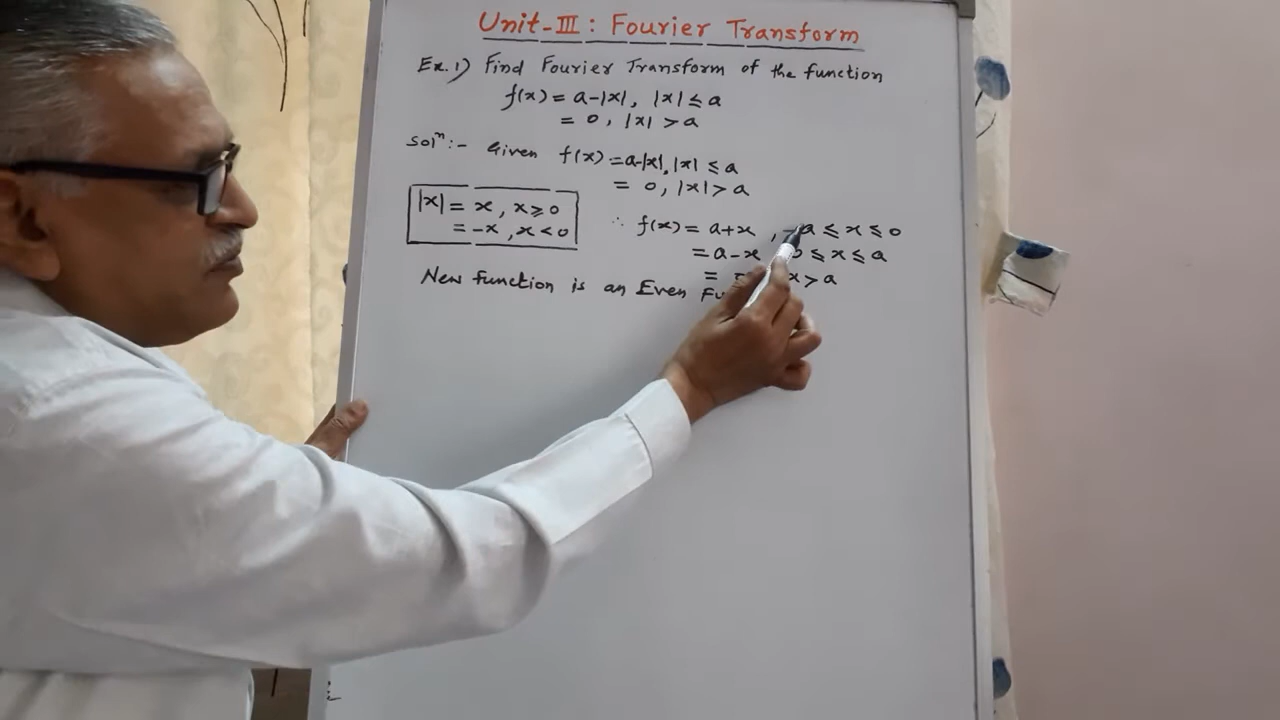 Unit-III : Fourier Transform
Ex. 1) Find Fourier Transform of the function
f(x) = a-|x|, |x| ≤ a
= 0, |x| > a
Solⁿ:- Given f(x) = a-|x|, |x| ≤ a
= 0, |x| > a
|x| = x, x ≥ 0
= -x, x < 0
∴ f(x) = a+x , -a ≤ x ≤ 0
= a-x 0 ≤ x ≤ a
= x > a
New function is an Even